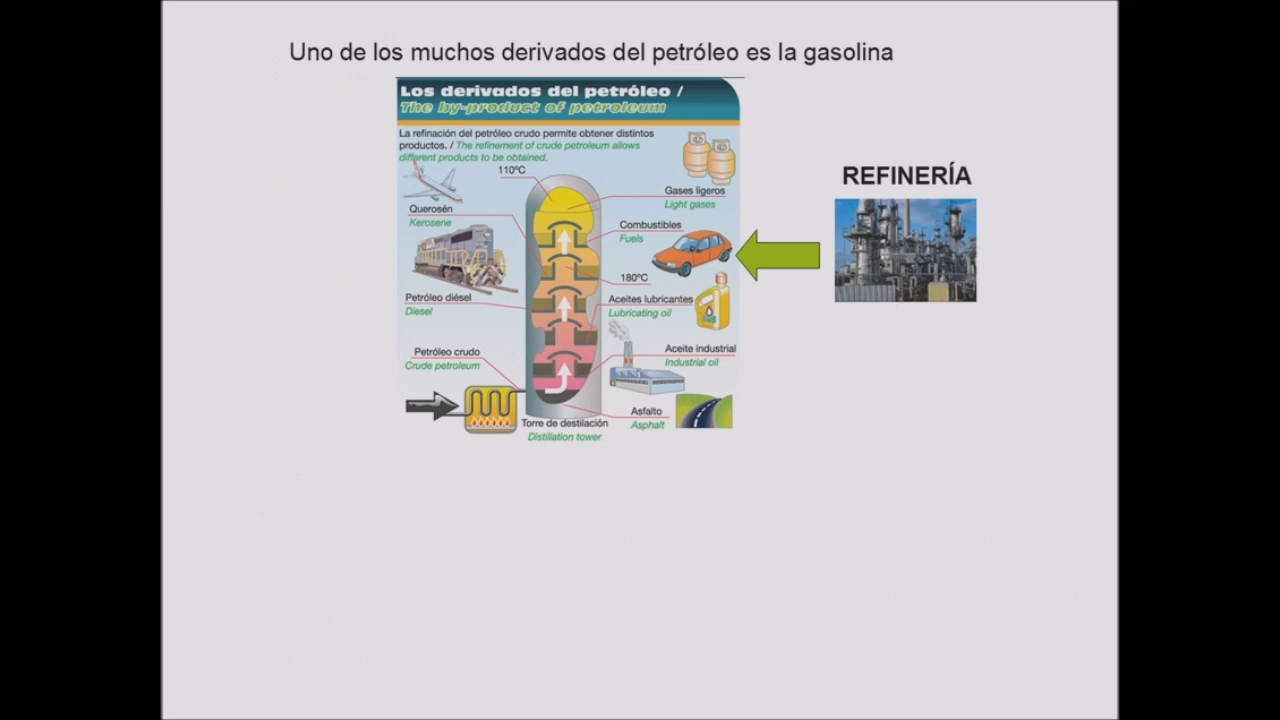 Uno de los muchos derivados del petróleo es la gasolina
Los derivados del petróleo /
The by-product of petroleum
La refinación del petróleo crudo permite obtener distintos
productos. / The refinement of crude petroleum allows
different products to be obtained.
110ºC
Gases ligeros
Light gases
Querosén
Kerosene
Combustibles
Fuels
180ºC
Petróleo diésel
Diesel
Aceites lubricantes
Lubricating oil
LUB
Petróleo crudo
Crude petroleum
Aceite industrial
Industrial oil
Asfalto
Asphalt
Torre de destilación
Distillation tower
REFINERÍA